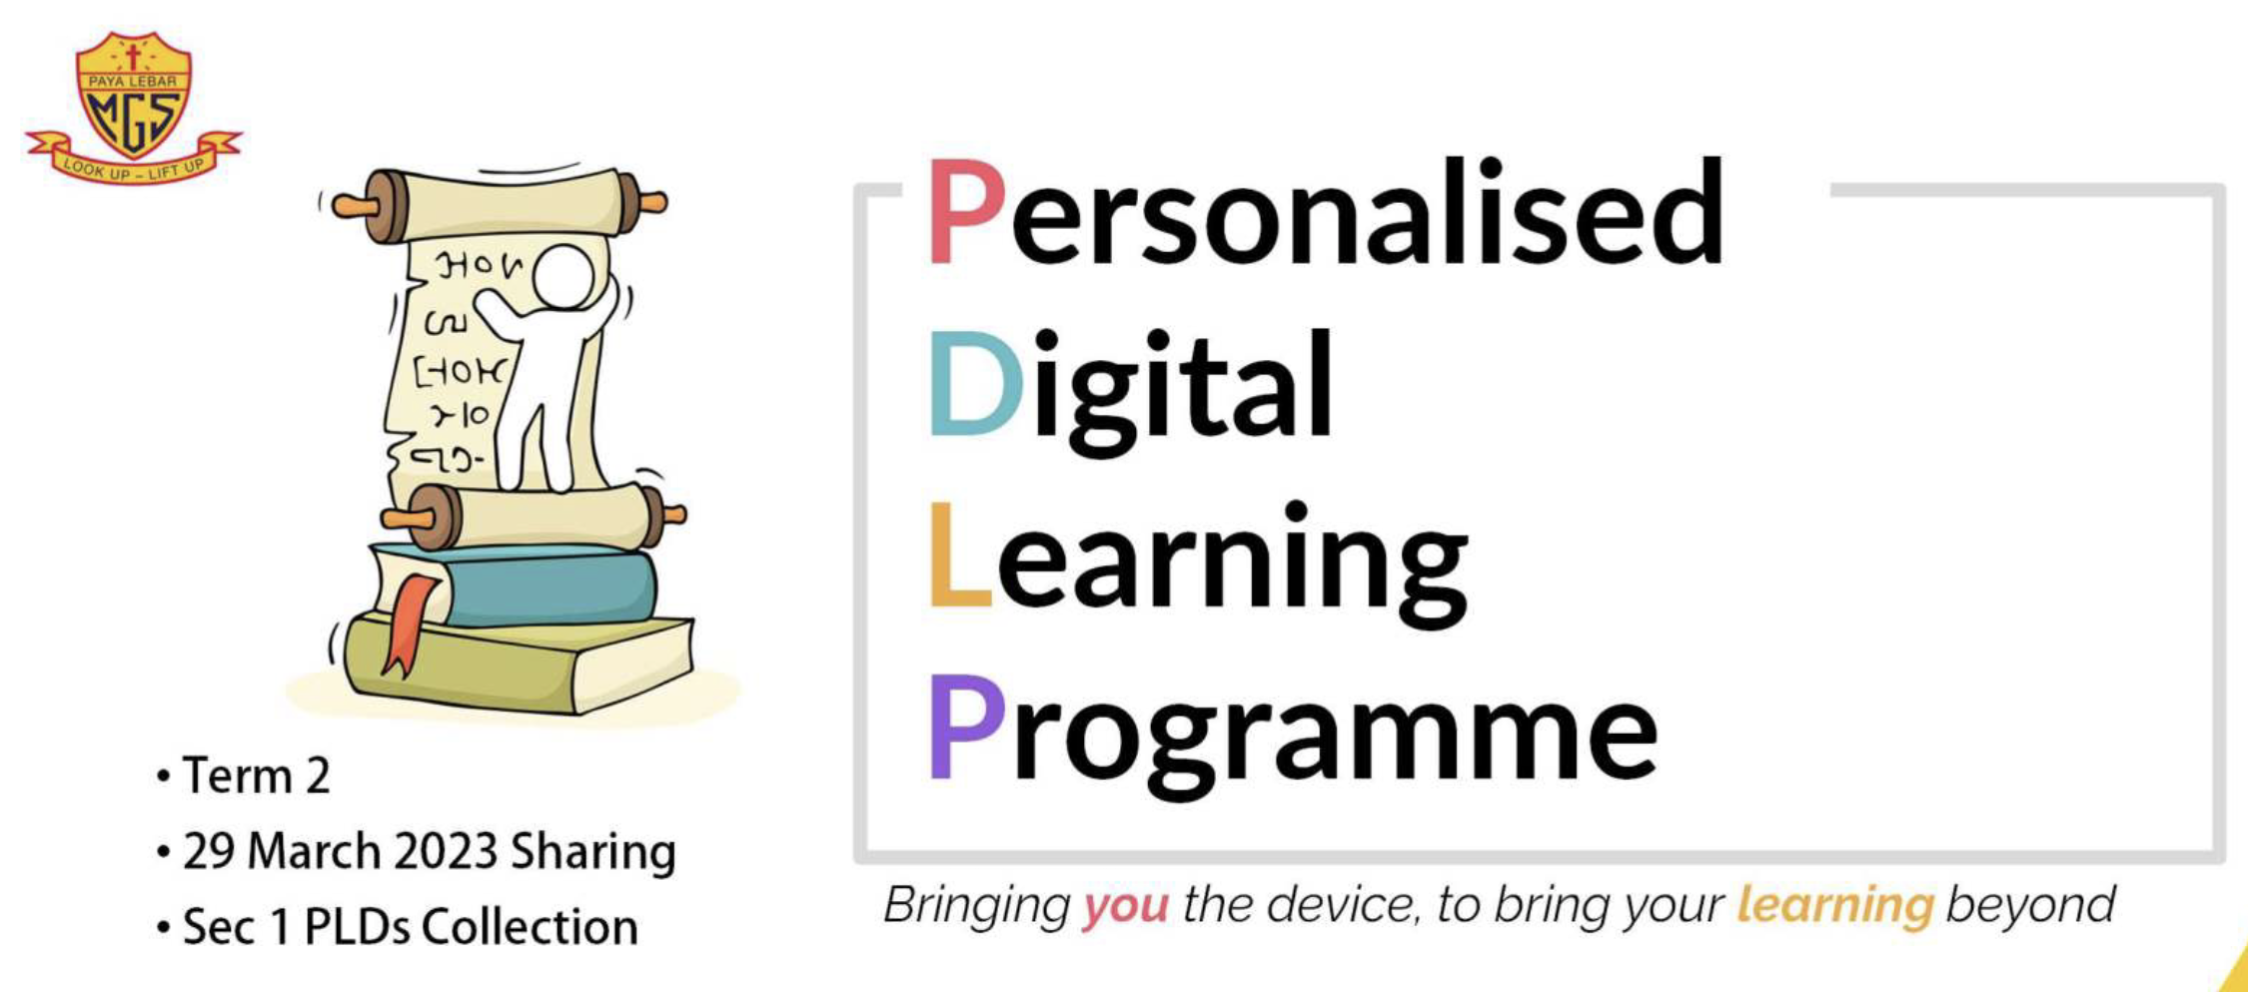 PAYA LEBAR
MGS
LOOK UP – LIFT UP
Personalised
Digital
Learning
Programme
• Term 2
• 29 March 2023 Sharing
• Sec 1 PLDs Collection
Bringing you the device, to bring your learning beyond